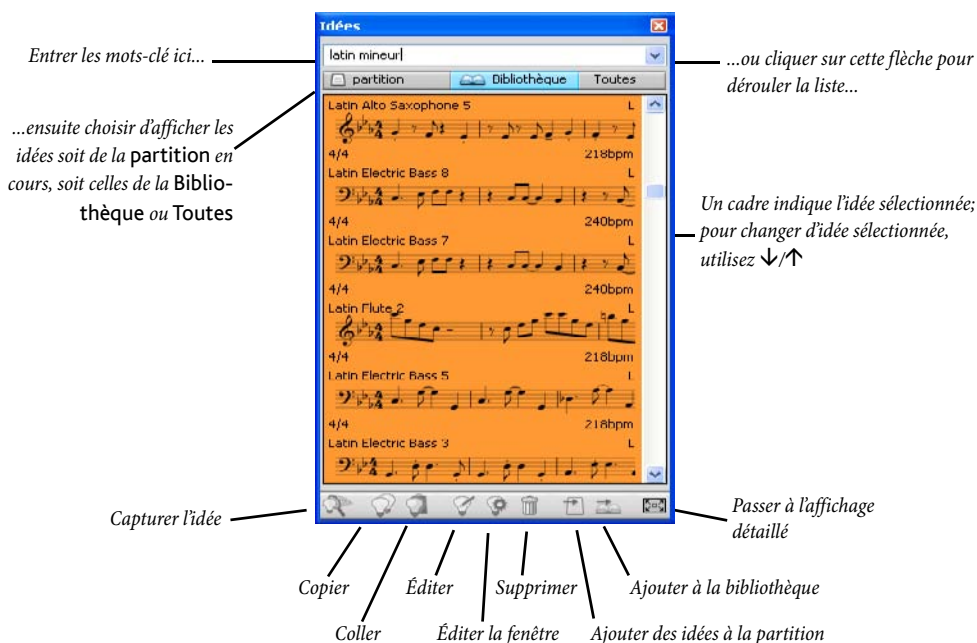 Idées
Entrer les mots-clé ici...
latin mineur
...ou cliquer sur cette flèche pour
dérouler la liste...
partition
Bibliothèque
Toutes
...ensuite choisir d'afficher les
idées soit de la partition en
cours, soit celles de la Biblio-
thèque ou Toutes
Latin Alto Saxophone 5 L
4/4 218bpm
Latin Electric Bass 8 L
4/4 240bpm
Latin Electric Bass 7 L
4/4 240bpm
Latin Flute 2 L
4/4 218bpm
Latin Electric Bass 5 L
4/4 218bpm
Latin Electric Bass 3 L
Un cadre indique l'idée sélectionnée;
pour changer d'idée sélectionnée,
utilisez ↓/↑
Capturer l'idée
Passer à l'affichage
détaillé
Copier
Éditer
Supprimer
Ajouter à la bibliothèque
Coller
Éditer la fenêtre
Ajouter des idées à la partition